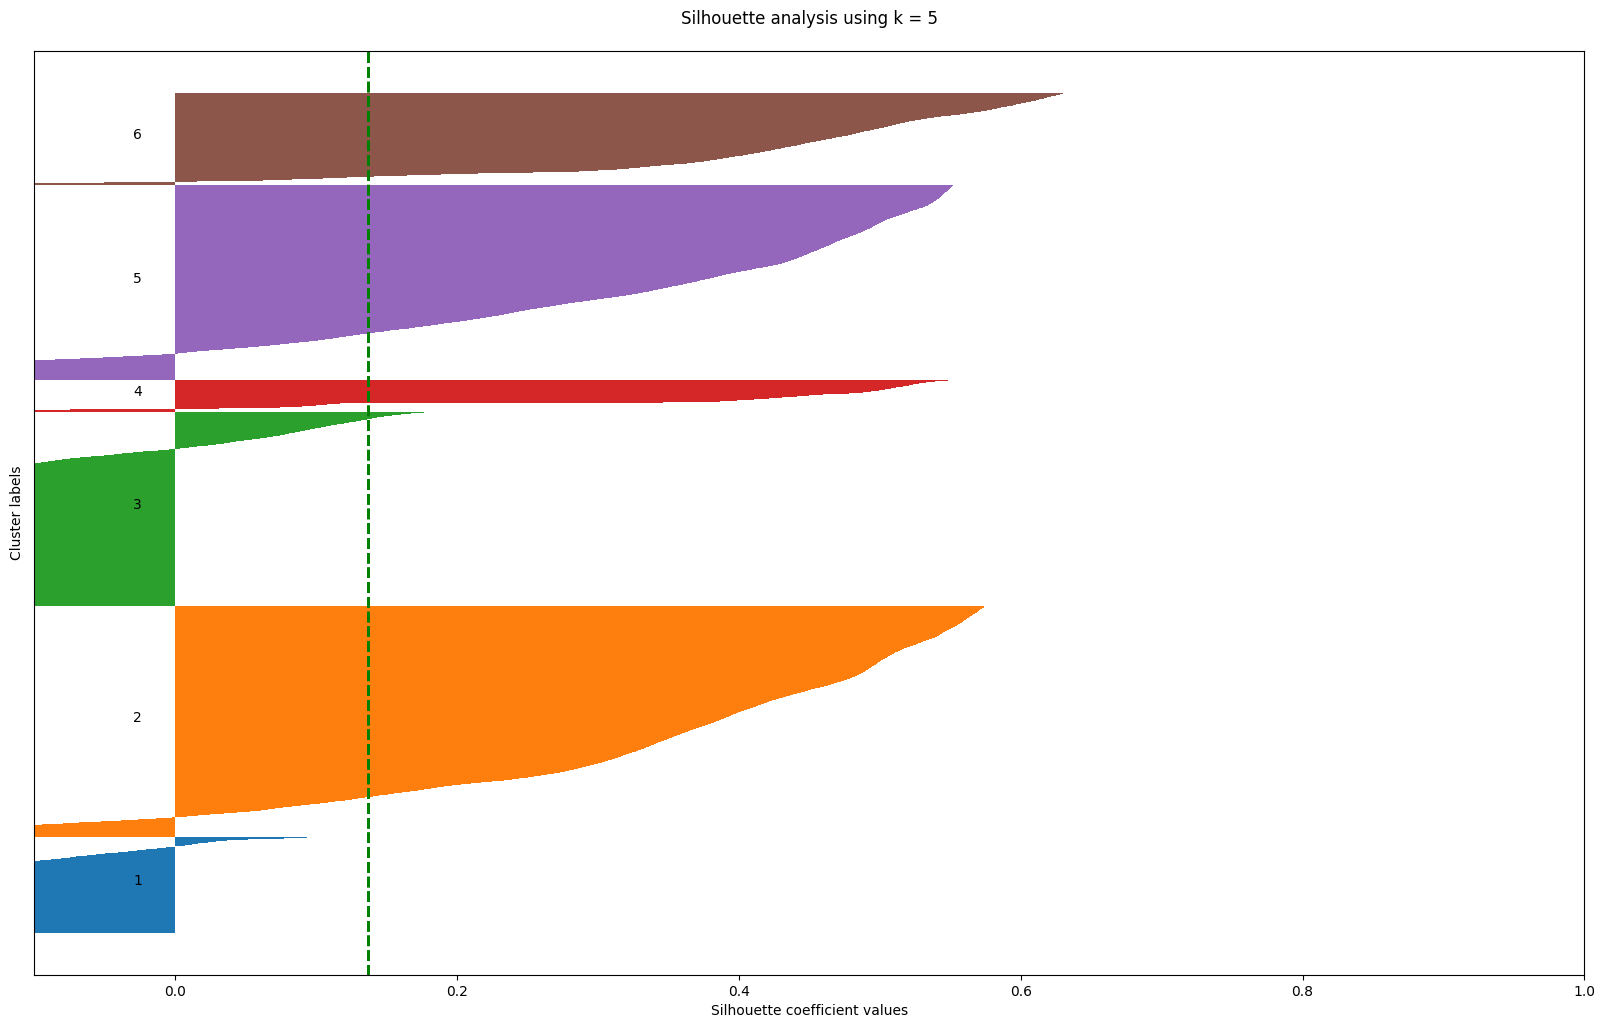 Silhouette analysis using k = 5
6
5
4
3
2
1
Cluster labels
0.0 0.2 0.4 0.6 0.8 1.0
Silhouette coefficient values